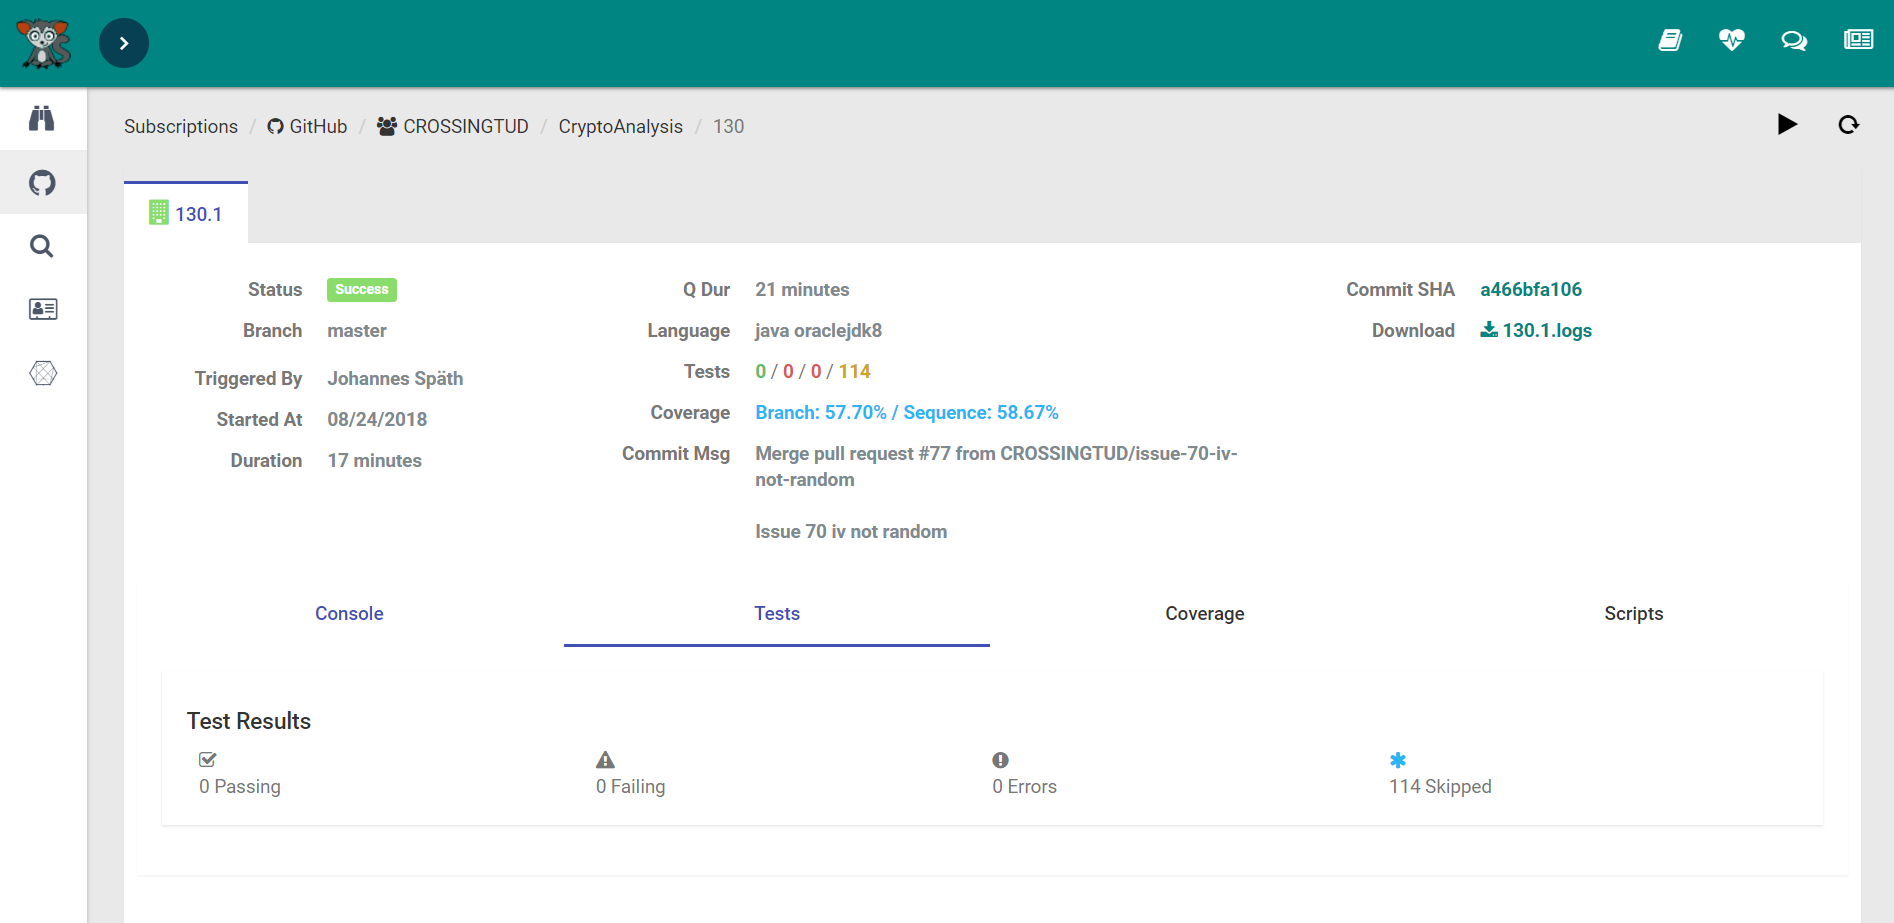 Subscriptions / GitHub / CROSSINGTUD / CryptoAnalysis / 130
130.1
Status Success
Branch master
Triggered By Johannes Späth
Started At 08/24/2018
Duration 17 minutes
Q Dur 21 minutes
Language java oraclejdk8
Tests 0 / 0 / 0 / 114
Coverage Branch: 57.70% / Sequence: 58.67%
Commit Msg Merge pull request #77 from CROSSINGTUD/issue-70-iv-
not-random
Issue 70 iv not random
Commit SHA a466bfa106
Download 130.1.logs
Console Tests Coverage Scripts
Test Results
0 Passing 0 Failing 0 Errors 114 Skipped